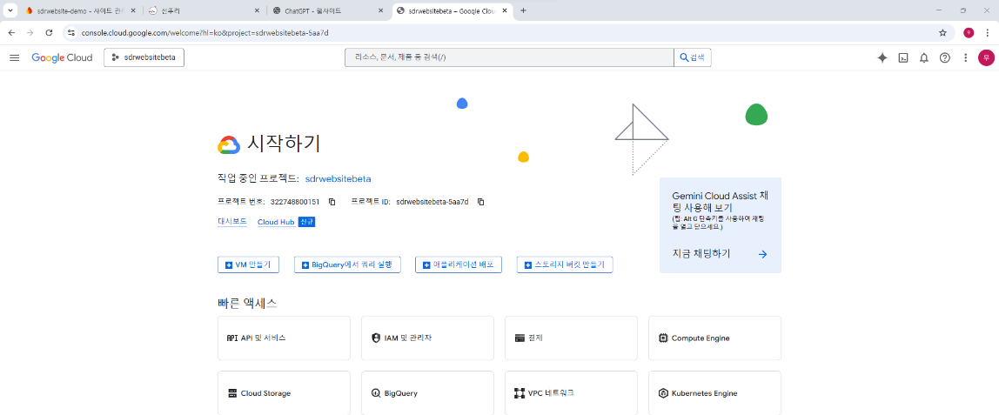 sdrwebsite-demo - 사이트 관리
선푸리
ChatGPT - 웹사이트
sdrwebsitebeta – Google Clou
console.cloud.google.com/welcome?hl=ko&project=sdrwebsitebeta-5aa7d
우
Google Cloud
sdrwebsitebeta
리소스, 문서, 제품 등 검색(/)
검색
우
시작하기
작업 중인 프로젝트: sdrwebsitebeta
프로젝트 번호: 322748800151
프로젝트 ID: sdrwebsitebeta-5aa7d
대시보드
Cloud Hub 신규
Gemini Cloud Assist 채
팅 사용해 보기
(팁: Alt G 단축키를 사용하여 채팅
을 열고 닫으세요.)
지금 채팅하기
VM 만들기
BigQuery에서 쿼리 실행
애플리케이션 배포
스토리지 버킷 만들기
빠른 액세스
API API 및 서비스
IAM 및 관리자
결제
Compute Engine
Cloud Storage
BigQuery
VPC 네트워크
Kubernetes Engine